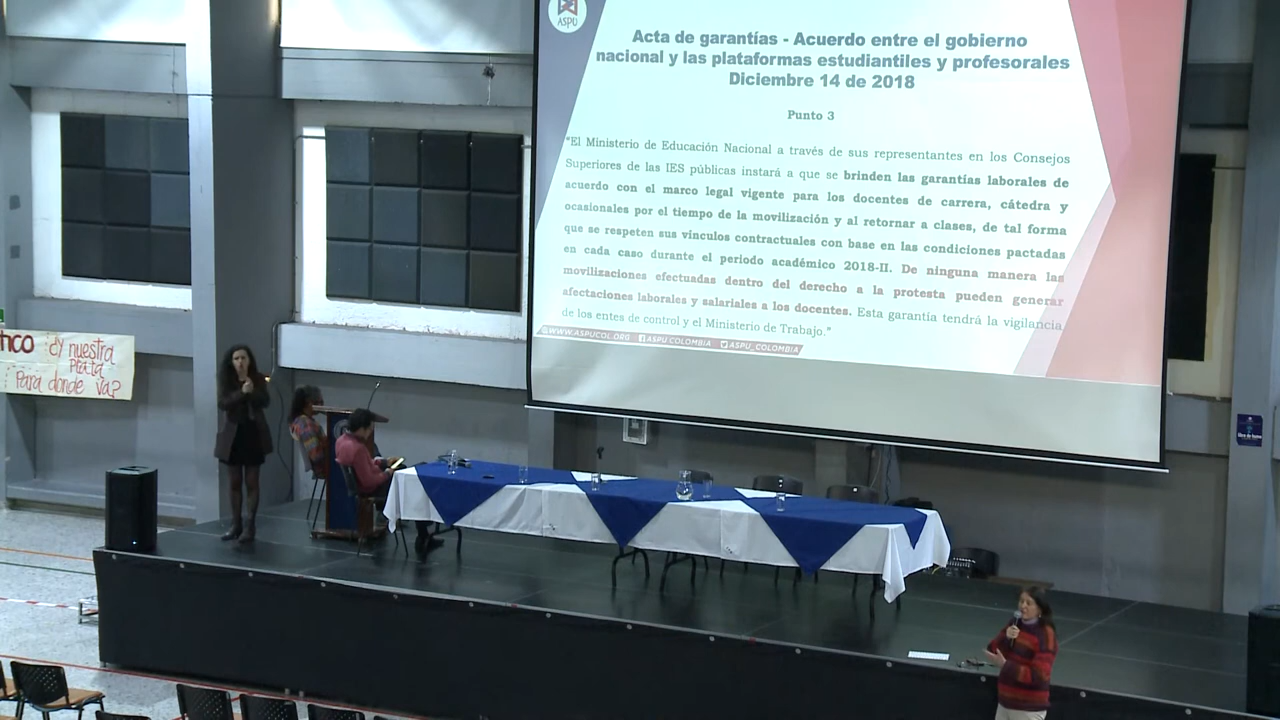 ASPU
Acta de garantías - Acuerdo entre el gobierno
nacional y las plataformas estudiantiles y profesorales
Diciembre 14 de 2018
Punto 3
"El Ministerio de Educación Nacional a través de sus representantes en los Consejos
Superiores de las IES públicas instará a que se brinden las garantías laborales de
acuerdo con el marco legal vigente para los docentes de carrera, cátedra y
ocasionales por el tiempo de la movilización y al retornar a clases, de tal forma
que se respeten sus vínculos contractuales con base en las condiciones pactadas
en cada caso durante el periodo académico 2018-II. De ninguna manera las
movilizaciones efectuadas dentro del derecho a la protesta pueden generar
afectaciones laborales y salariales a los docentes. Esta garantía tendrá la vigilancia
de los entes de control y el Ministerio de Trabajo."
WWW.ASPUCOL.ORG ASPU.COLOMBIA ASPU_COLOMBIA
TICO ¿y nuestra
Plata
Para donde va?